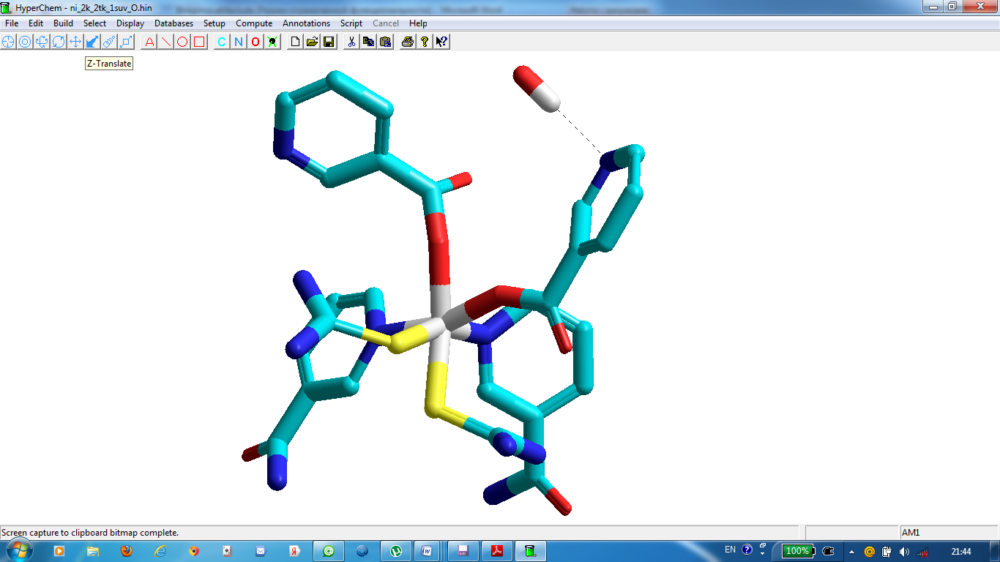 HyperChem - ni_2k_2tk_1suv_O.hin
File Edit Build Select Display Databases Setup Compute Annotations Script Cancel Help
A C N O
Z-Translate
Screen capture to clipboard bitmap complete.
AM1
EN 100% 21:44